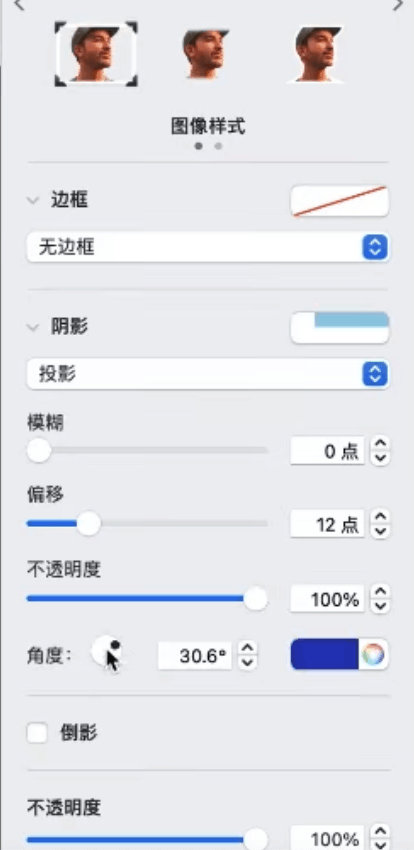 图像样式
边框
无边框
阴影
投影
模糊
0 点
偏移
12 点
不透明度
100%
角度： 30.6°
倒影
不透明度
100%